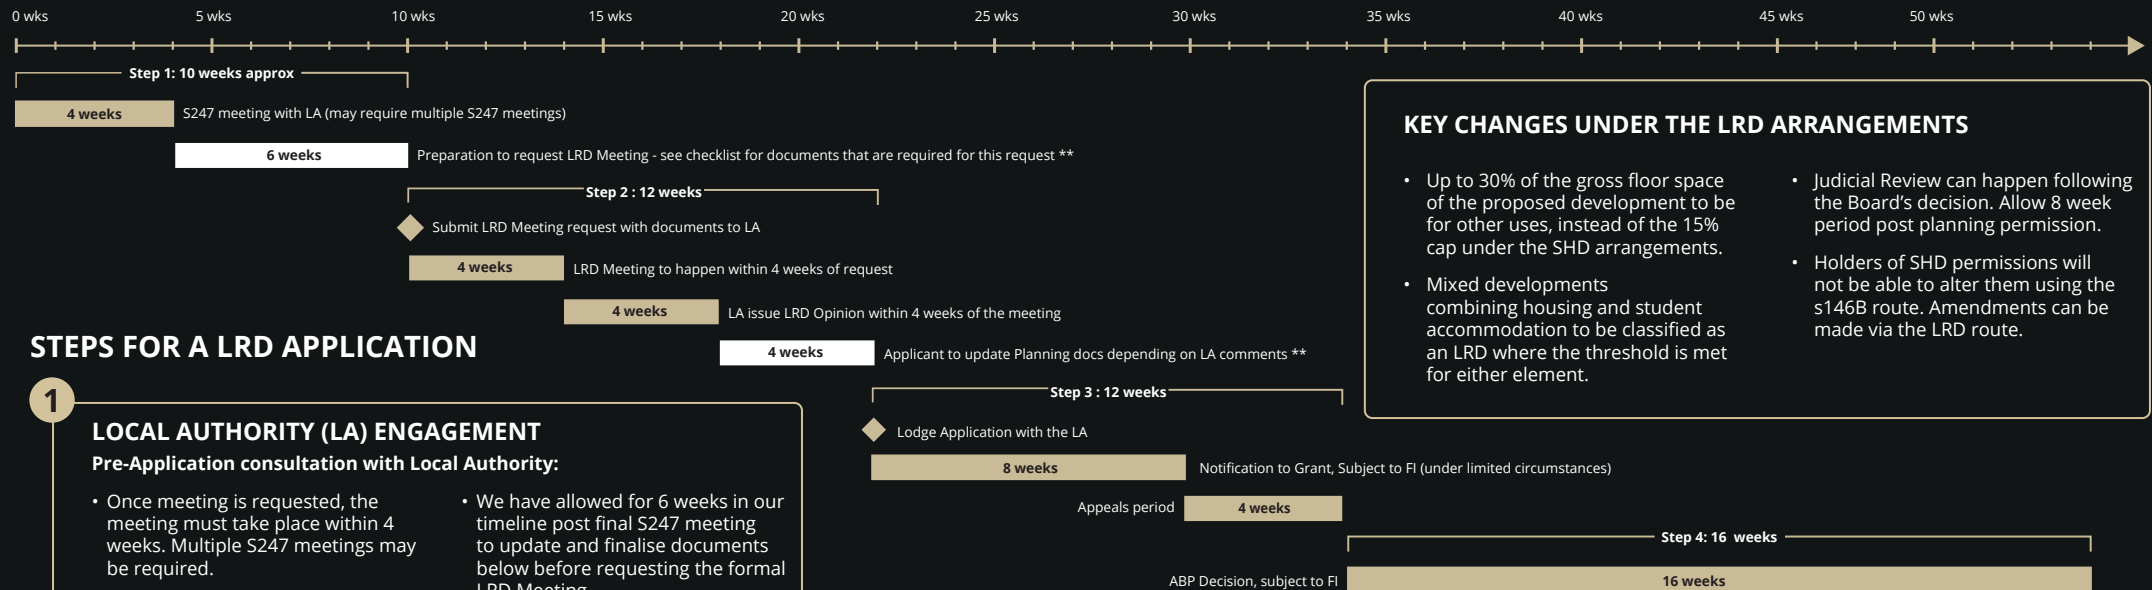 0 wks 5 wks 10 wks 15 wks 20 wks 25 wks 30 wks 35 wks 40 wks 45 wks 50 wks
Step 1: 10 weeks approx
4 weeks S247 meeting with LA (may require multiple S247 meetings)
6 weeks Preparation to request LRD Meeting - see checklist for documents that are required for this request **
Step 2 : 12 weeks
Submit LRD Meeting request with documents to LA
4 weeks LRD Meeting to happen within 4 weeks of request
4 weeks LA issue LRD Opinion within 4 weeks of the meeting
4 weeks Applicant to update Planning docs depending on LA comments **
Step 3 : 12 weeks
Lodge Application with the LA
8 weeks Notification to Grant, Subject to FI (under limited circumstances)
Appeals period 4 weeks
Step 4: 16 weeks
ABP Decision, subject to FI 16 weeks
KEY CHANGES UNDER THE LRD ARRANGEMENTS
• Up to 30% of the gross floor space
of the proposed development to be
for other uses, instead of the 15%
cap under the SHD arrangements.
• Mixed developments
combining housing and student
accommodation to be classified as
an LRD where the threshold is met
for either element.
• Judicial Review can happen following
the Board's decision. Allow 8 week
period post planning permission.
• Holders of SHD permissions will
not be able to alter them using the
s146B route. Amendments can be
made via the LRD route.
STEPS FOR A LRD APPLICATION
1
LOCAL AUTHORITY (LA) ENGAGEMENT
Pre-Application consultation with Local Authority:
• Once meeting is requested, the
meeting must take place within 4
weeks. Multiple S247 meetings may
be required.
• We have allowed for 6 weeks in our
timeline post final S247 meeting
to update and finalise documents
below before requesting the formal
LRD Meeting